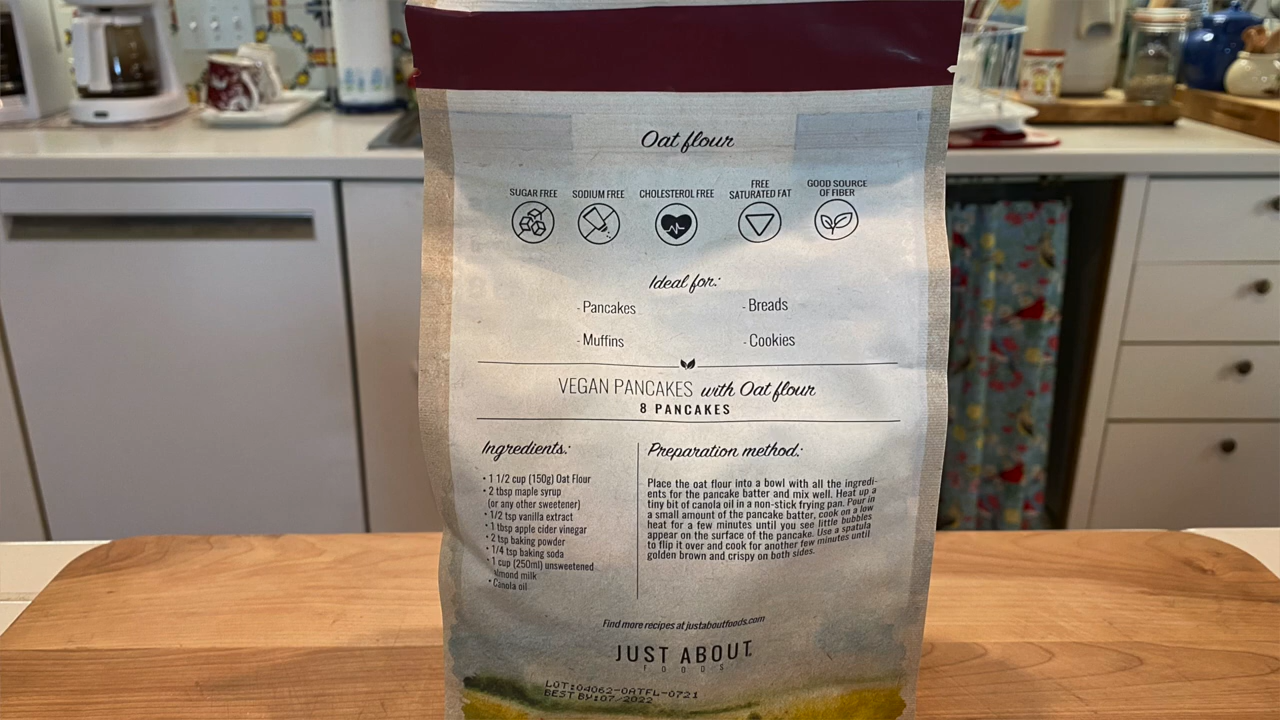 Oat flour
SUGAR FREE
SODIUM FREE
CHOLESTEROL FREE
FREE
SATURATED FAT
GOOD SOURCE
OF FIBER
Ideal for:
- Pancakes
- Breads
- Muffins
- Cookies
VEGAN PANCAKES with Oat flour
8 PANCAKES
Ingredients:
• 1 1/2 cup (150g) Oat Flour
• 2 tbsp maple syrup
(or any other sweetener)
• 1/2 tsp vanilla extract
• 1 tbsp apple cider vinegar
• 2 tsp baking powder
• 1/4 tsp baking soda
• 1 cup (250ml) unsweetened
almond milk
• Canola oil
Preparation method:
Place the oat flour into a bowl with all the ingredi-
ents for the pancake batter and mix well. Heat up a
tiny bit of canola oil in a non-stick frying pan. Pour in
a small amount of the pancake batter, cook on a low
heat for a few minutes until you see little bubbles
appear on the surface of the pancake. Use a spatula
to flip it over and cook for another few minutes until
golden brown and crispy on both sides.
Find more recipes at justaboutfoods.com
JUST ABOUT
FOODS
LOT:04062-OATFL-0721
BEST BY:07/2022